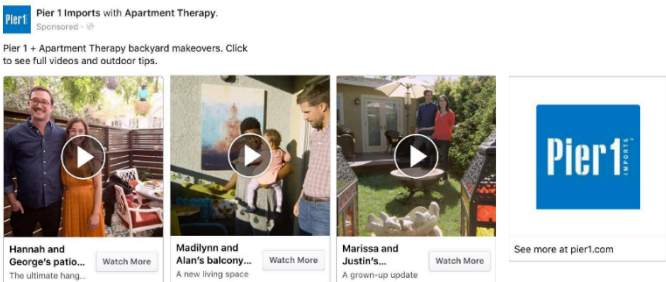 Pier1
Pier 1 Imports with Apartment Therapy.
Sponsored ·
Pier 1 + Apartment Therapy backyard makeovers. Click
to see full videos and outdoor tips.
Hannah and
George's patio...
The ultimate hang...
Watch More
Madilynn and
Alan's balcony...
A new living space
Watch More
Marissa and
Justin's...
A grown-up update
Watch More
Pier1
IMPORTS
See more at pier1.com